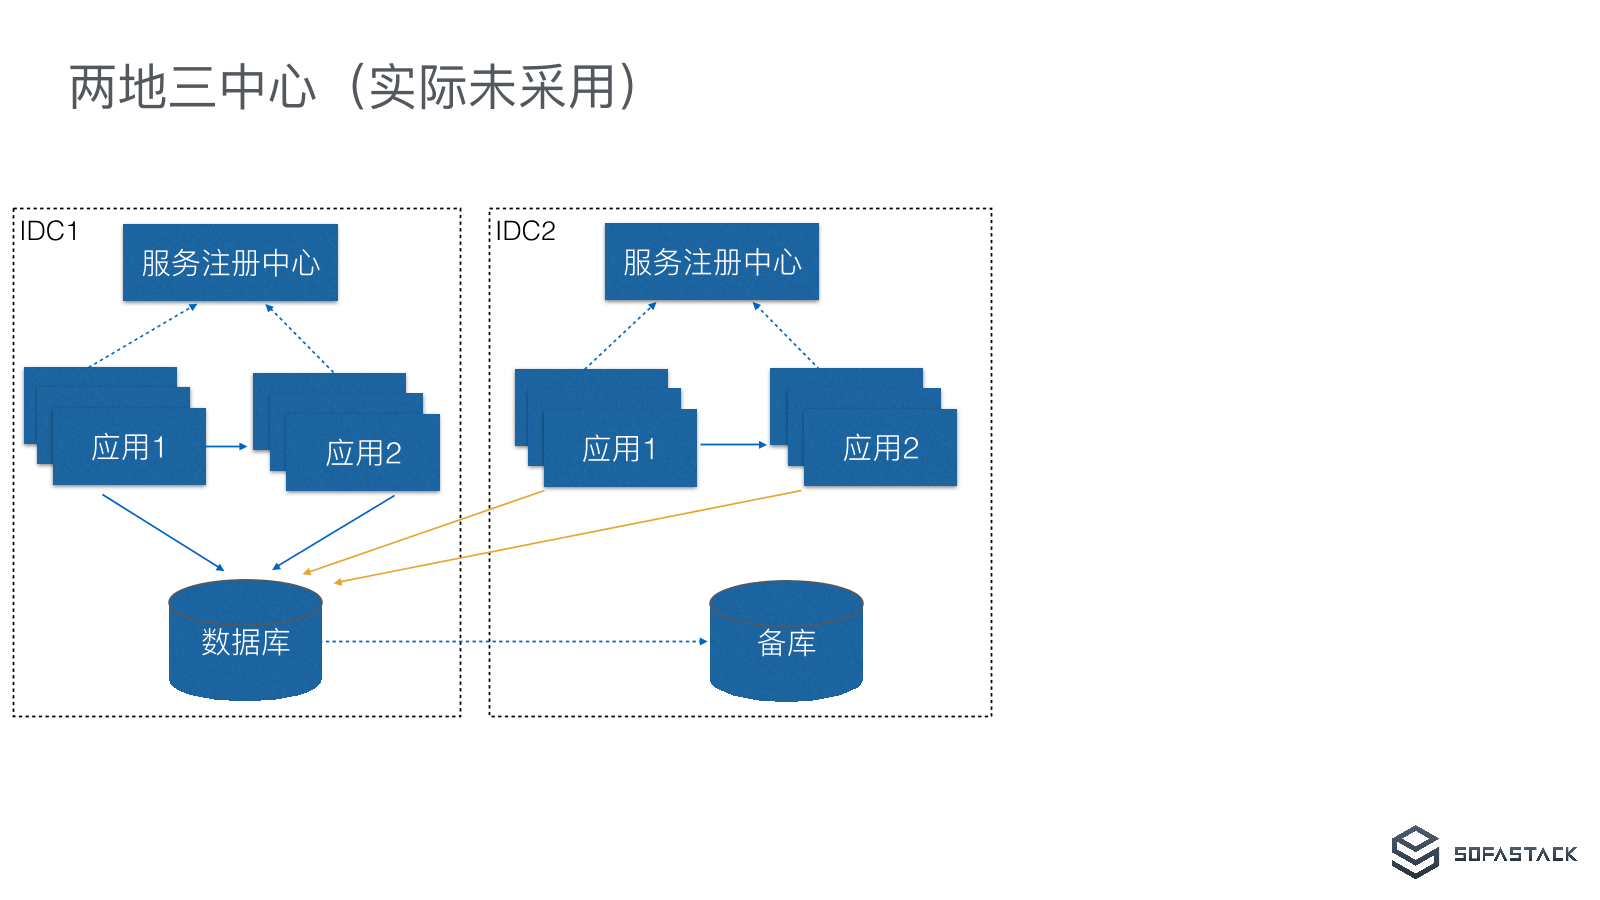 两地三中心（实际未采用）
IDC1
服务注册中心
应用1
应用2
数据库
IDC2
服务注册中心
应用1
应用2
备库
SOFASTACK